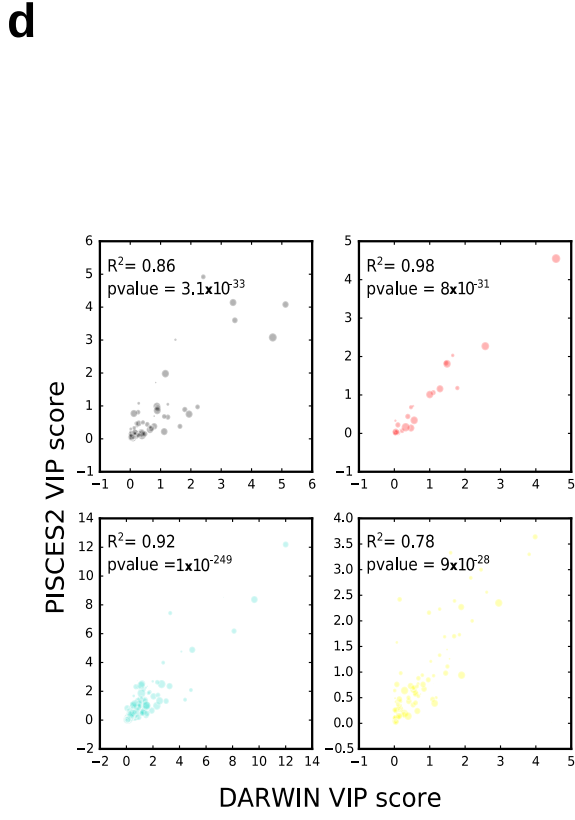 d
6
5
4
3
2
1
0
−1
−1 0 1 2 3 4 5 6
R²= 0.86
pvalue = 3.1x10⁻³³
5
4
3
2
1
0
−1
−1 0 1 2 3 4 5
R²= 0.98
pvalue = 8x10⁻³¹
PISCES2 VIP score
14
12
10
8
6
4
2
0
−2
−2 0 2 4 6 8 10 12 14
R²= 0.92
pvalue =1x10⁻²⁴⁹
4.0
3.5
3.0
2.5
2.0
1.5
1.0
0.5
0.0
−0.5
−1 0 1 2 3 4 5
R²= 0.78
pvalue = 9x10⁻²⁸
DARWIN VIP score